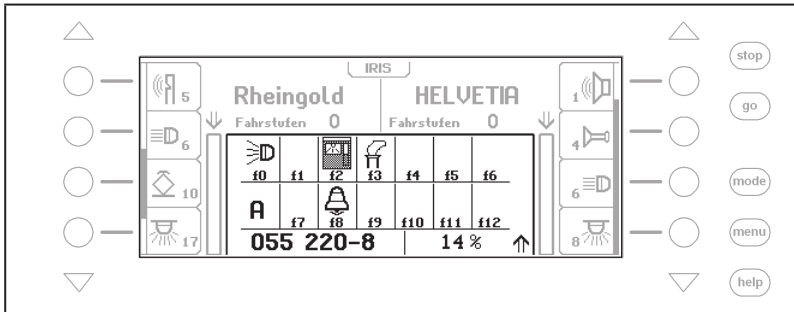 IRIS
Rheingold HELVETIA
Fahrstufen 0 Fahrstufen 0
5 1
6 4
10 6
17 8
f0 f1 f2 f3 f4 f5 f6
A f7 f8 f9 f10 f11 f12
055 220-8 14 %
stop
go
mode
menu
help